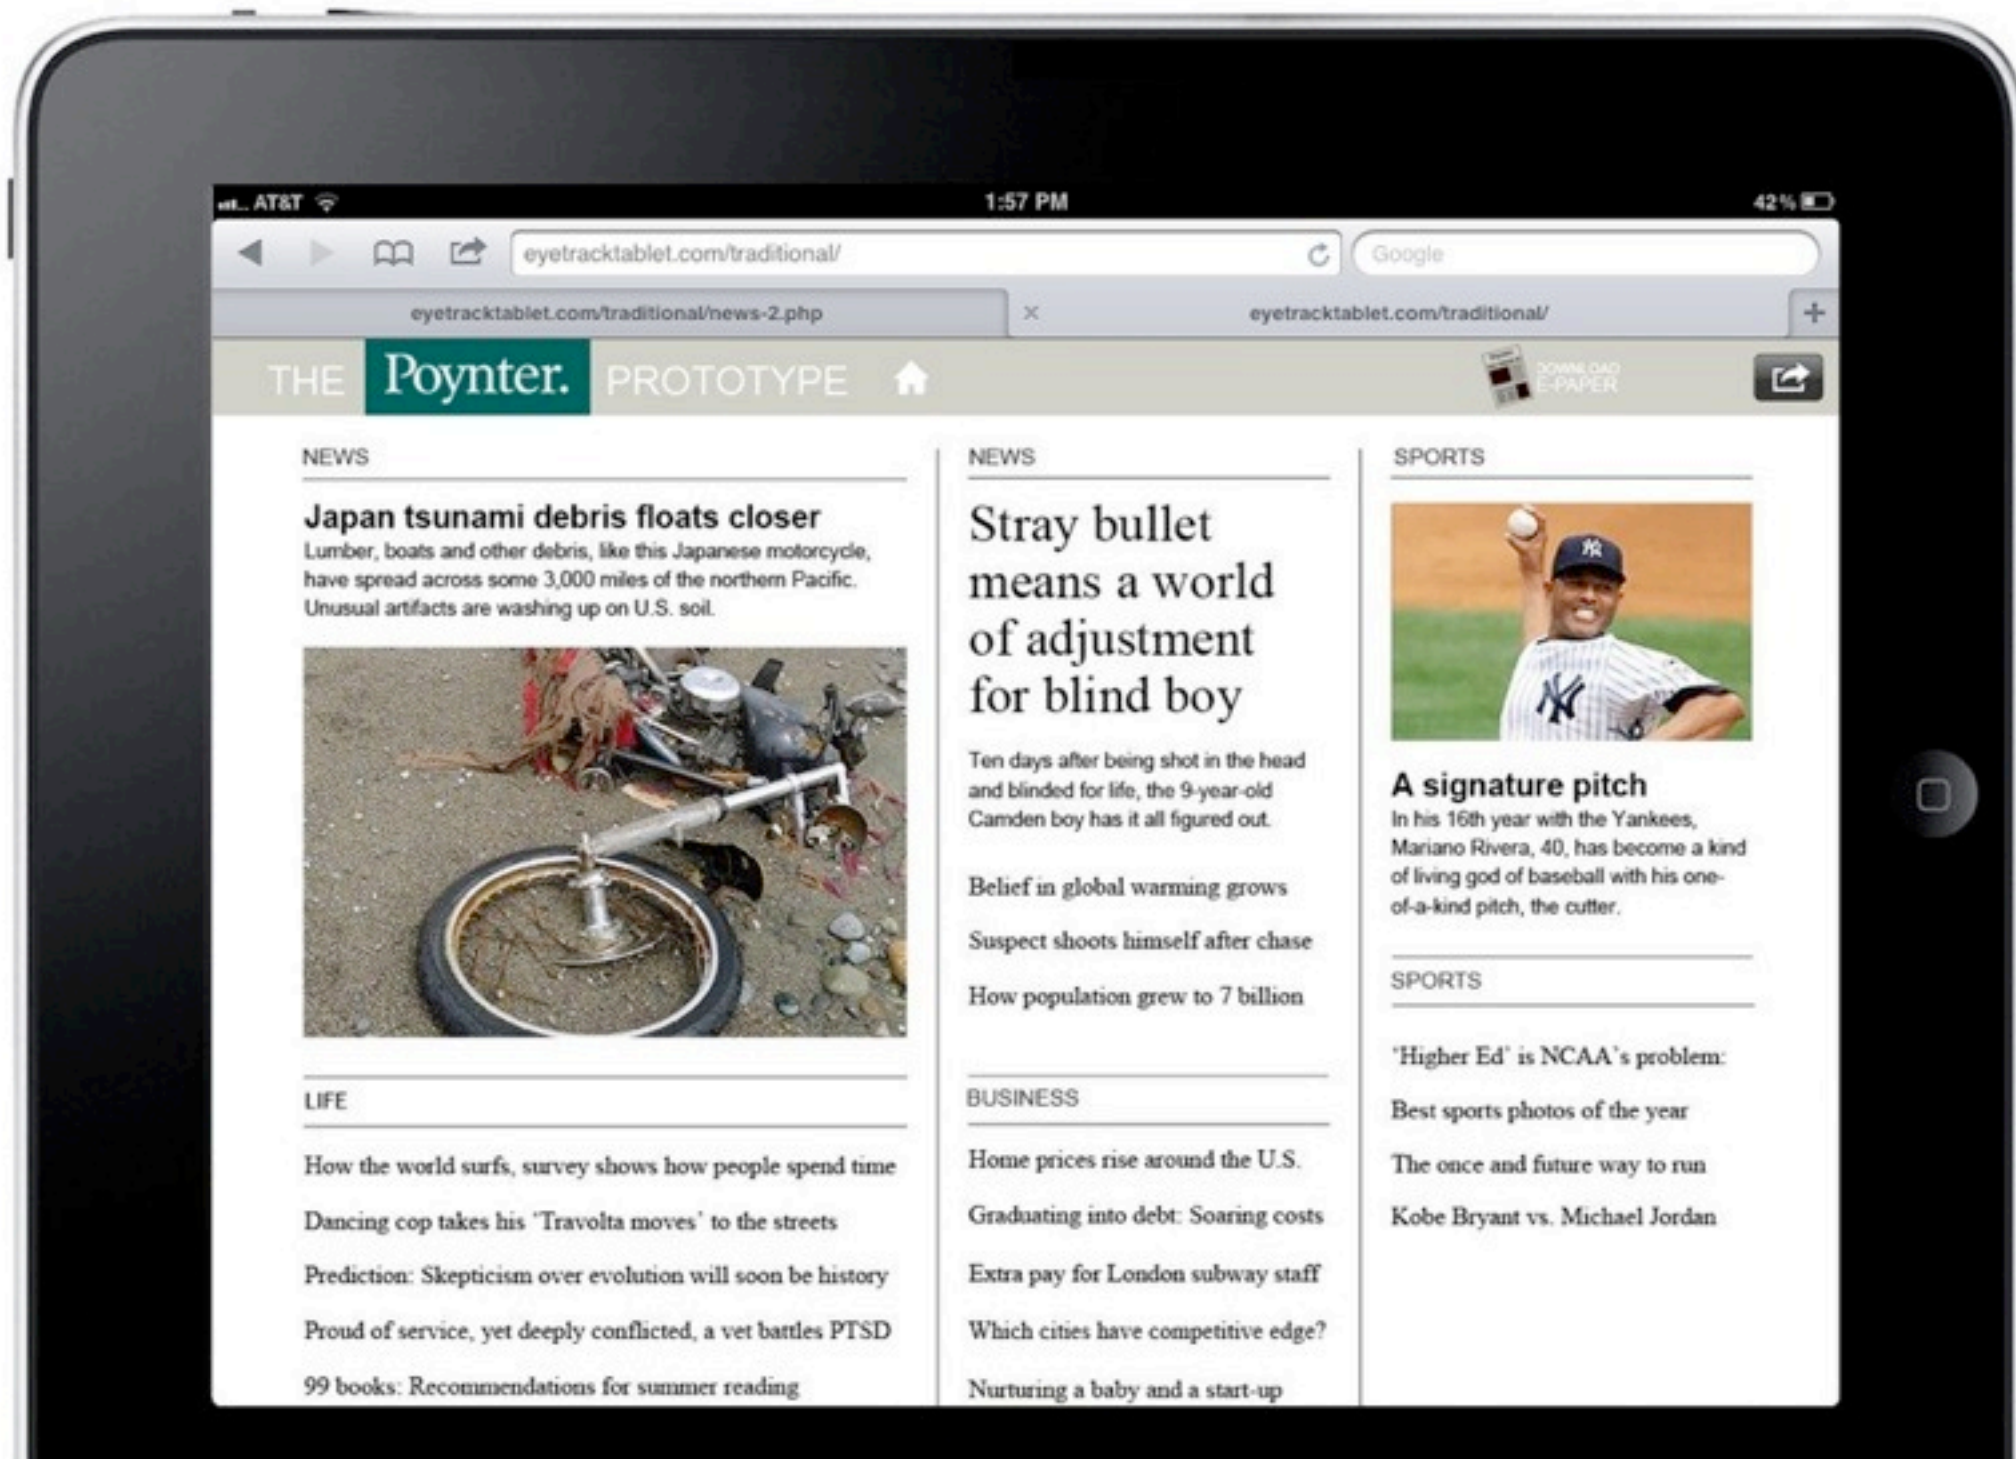 AT&T
1:57 PM
42%
eyetracktablet.com/traditional/
Google
eyetracktablet.com/traditional/news-2.php
eyetracktablet.com/traditional/
THE Poynter. PROTOTYPE
DOWNLOAD
E-PAPER
NEWS
Japan tsunami debris floats closer
Lumber, boats and other debris, like this Japanese motorcycle,
have spread across some 3,000 miles of the northern Pacific.
Unusual artifacts are washing up on U.S. soil.
LIFE
How the world surfs, survey shows how people spend time
Dancing cop takes his 'Travolta moves' to the streets
Prediction: Skepticism over evolution will soon be history
Proud of service, yet deeply conflicted, a vet battles PTSD
99 books: Recommendations for summer reading
NEWS
Stray bullet
means a world
of adjustment
for blind boy
Ten days after being shot in the head
and blinded for life, the 9-year-old
Camden boy has it all figured out.
Belief in global warming grows
Suspect shoots himself after chase
How population grew to 7 billion
BUSINESS
Home prices rise around the U.S.
Graduating into debt: Soaring costs
Extra pay for London subway staff
Which cities have competitive edge?
Nurturing a baby and a start-up
SPORTS
NY
NY
A signature pitch
In his 16th year with the Yankees,
Mariano Rivera, 40, has become a kind
of living god of baseball with his one-
of-a-kind pitch, the cutter.
SPORTS
'Higher Ed' is NCAA's problem:
Best sports photos of the year
The once and future way to run
Kobe Bryant vs. Michael Jordan